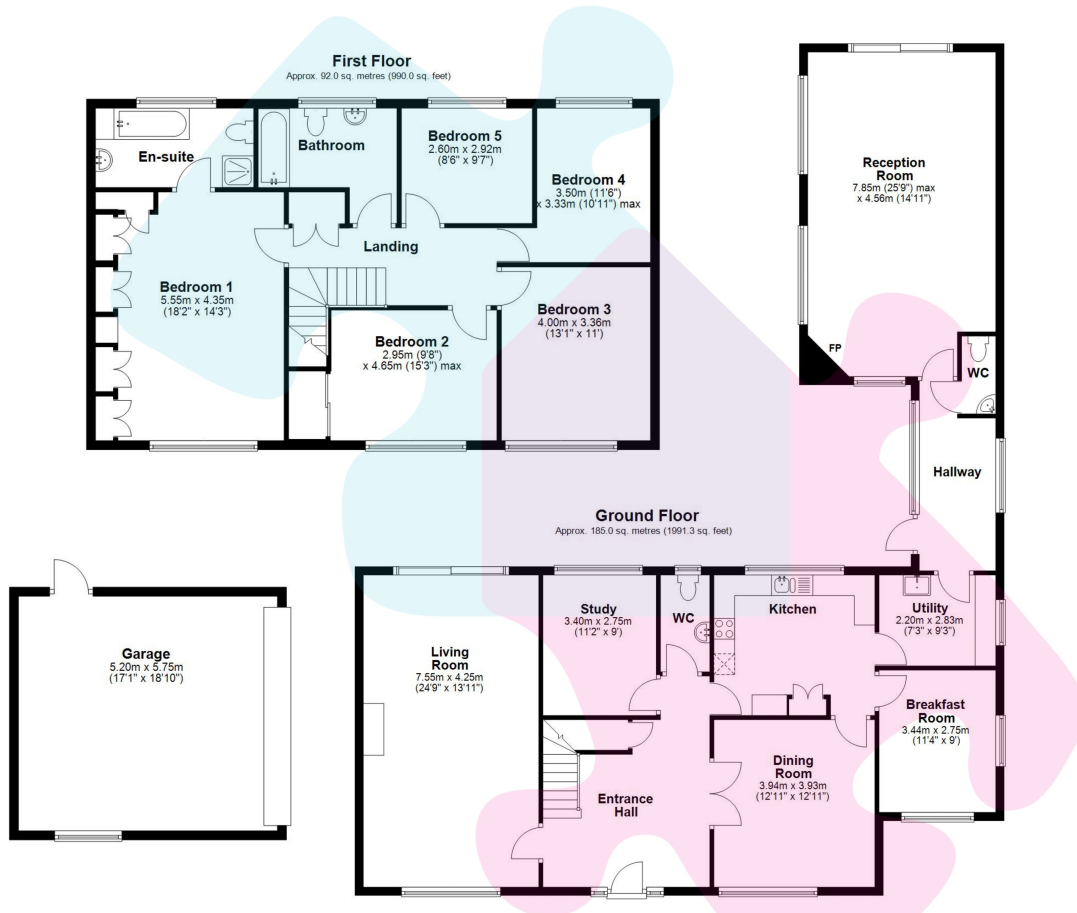 First Floor
Approx. 92.0 sq. metres (990.0 sq. feet)
En-suite
Bathroom
Bedroom 5
2.60m x 2.92m
(8'6" x 9'7")
Bedroom 4
3.50m (11'6")
x 3.33m (10'11") max
Landing
Bedroom 1
5.55m x 4.35m
(18'2" x 14'3")
Bedroom 2
2.95m (9'8")
x 4.65m (15'3") max
Bedroom 3
4.00m x 3.36m
(13'1" x 11')
Reception
Room
7.85m (25'9") max
x 4.56m (14'11")
FP
WC
Hallway
Ground Floor
Approx. 185.0 sq. metres (1991.3 sq. feet)
Garage
5.20m x 5.75m
(17'1" x 18'10")
Living
Room
7.55m x 4.25m
(24'9" x 13'11")
Study
3.40m x 2.75m
(11'2" x 9')
WC
Kitchen
Utility
2.20m x 2.83m
(7'3" x 9'3")
Breakfast
Room
3.44m x 2.75m
(11'4" x 9')
Dining
Room
3.94m x 3.93m
(12'11" x 12'11")
Entrance
Hall